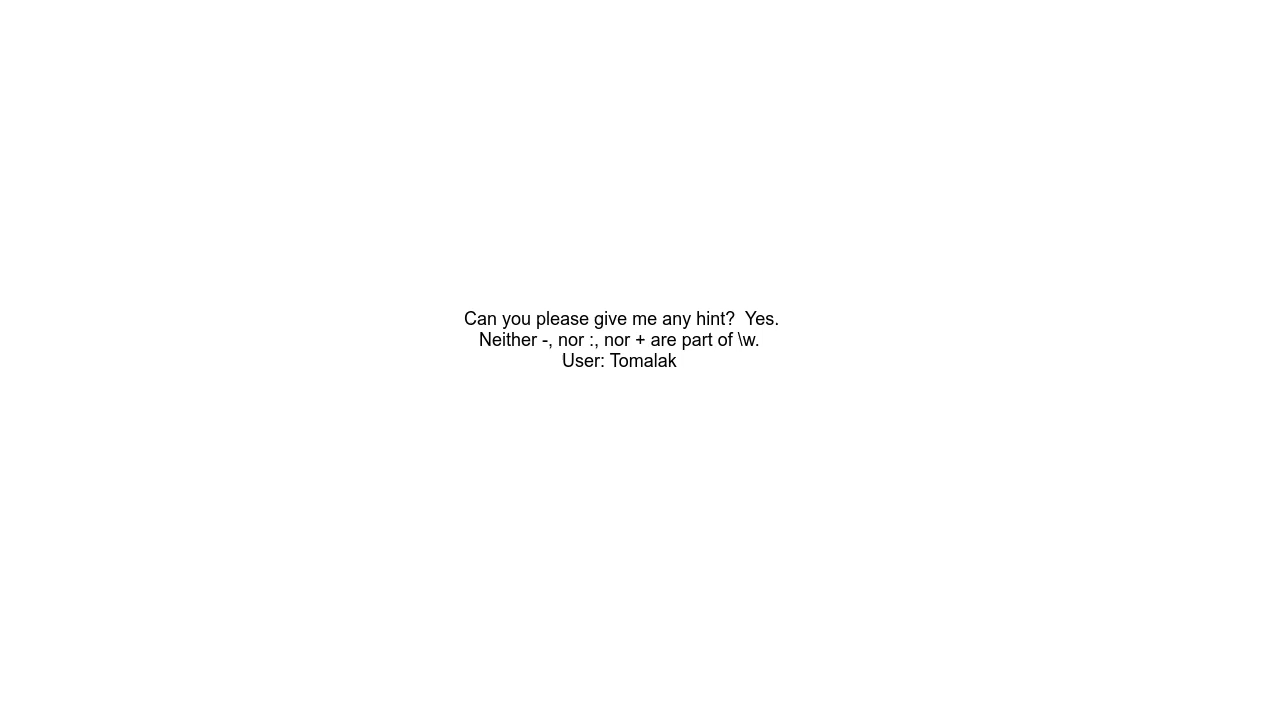 Can you please give me any hint?  Yes.
Neither -, nor :, nor + are part of \w.
User: Tomalak